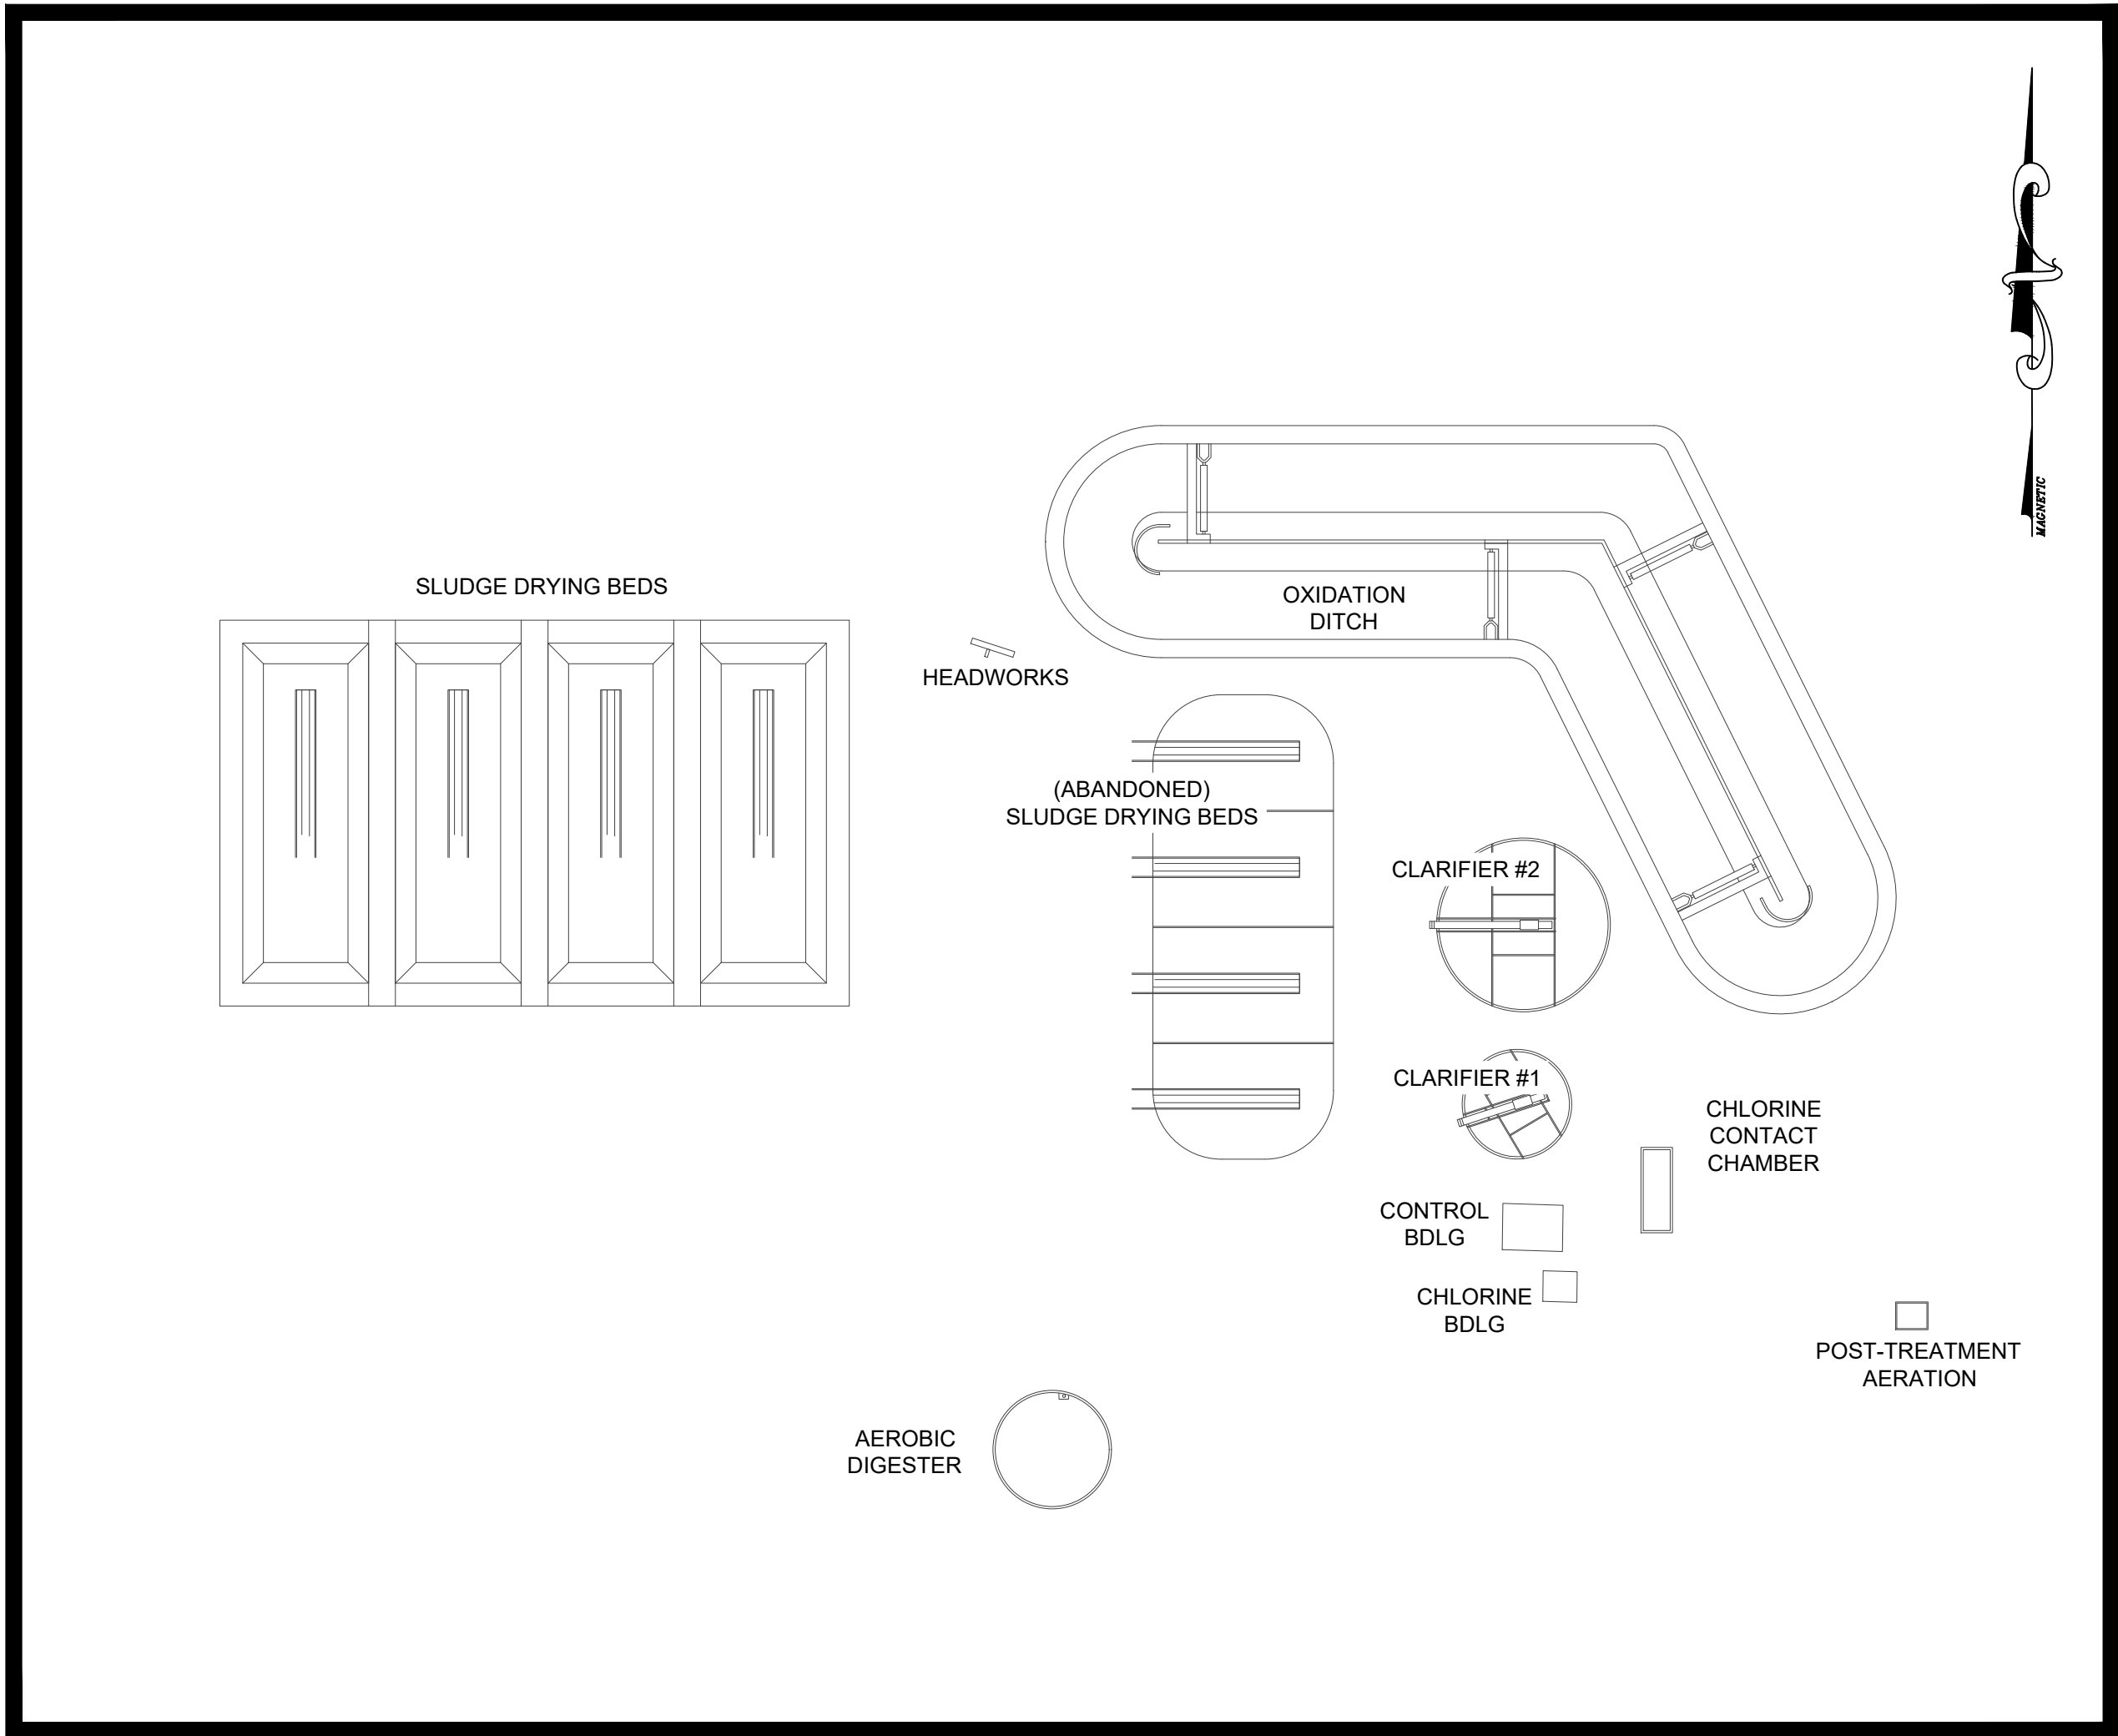 MAGNETIC
SLUDGE DRYING BEDS
OXIDATION
DITCH
HEADWORKS
(ABANDONED)
SLUDGE DRYING BEDS
CLARIFIER #2
CLARIFIER #1
CHLORINE
CONTACT
CHAMBER
CONTROL
BDLG
CHLORINE
BDLG
POST-TREATMENT
AERATION
AEROBIC
DIGESTER